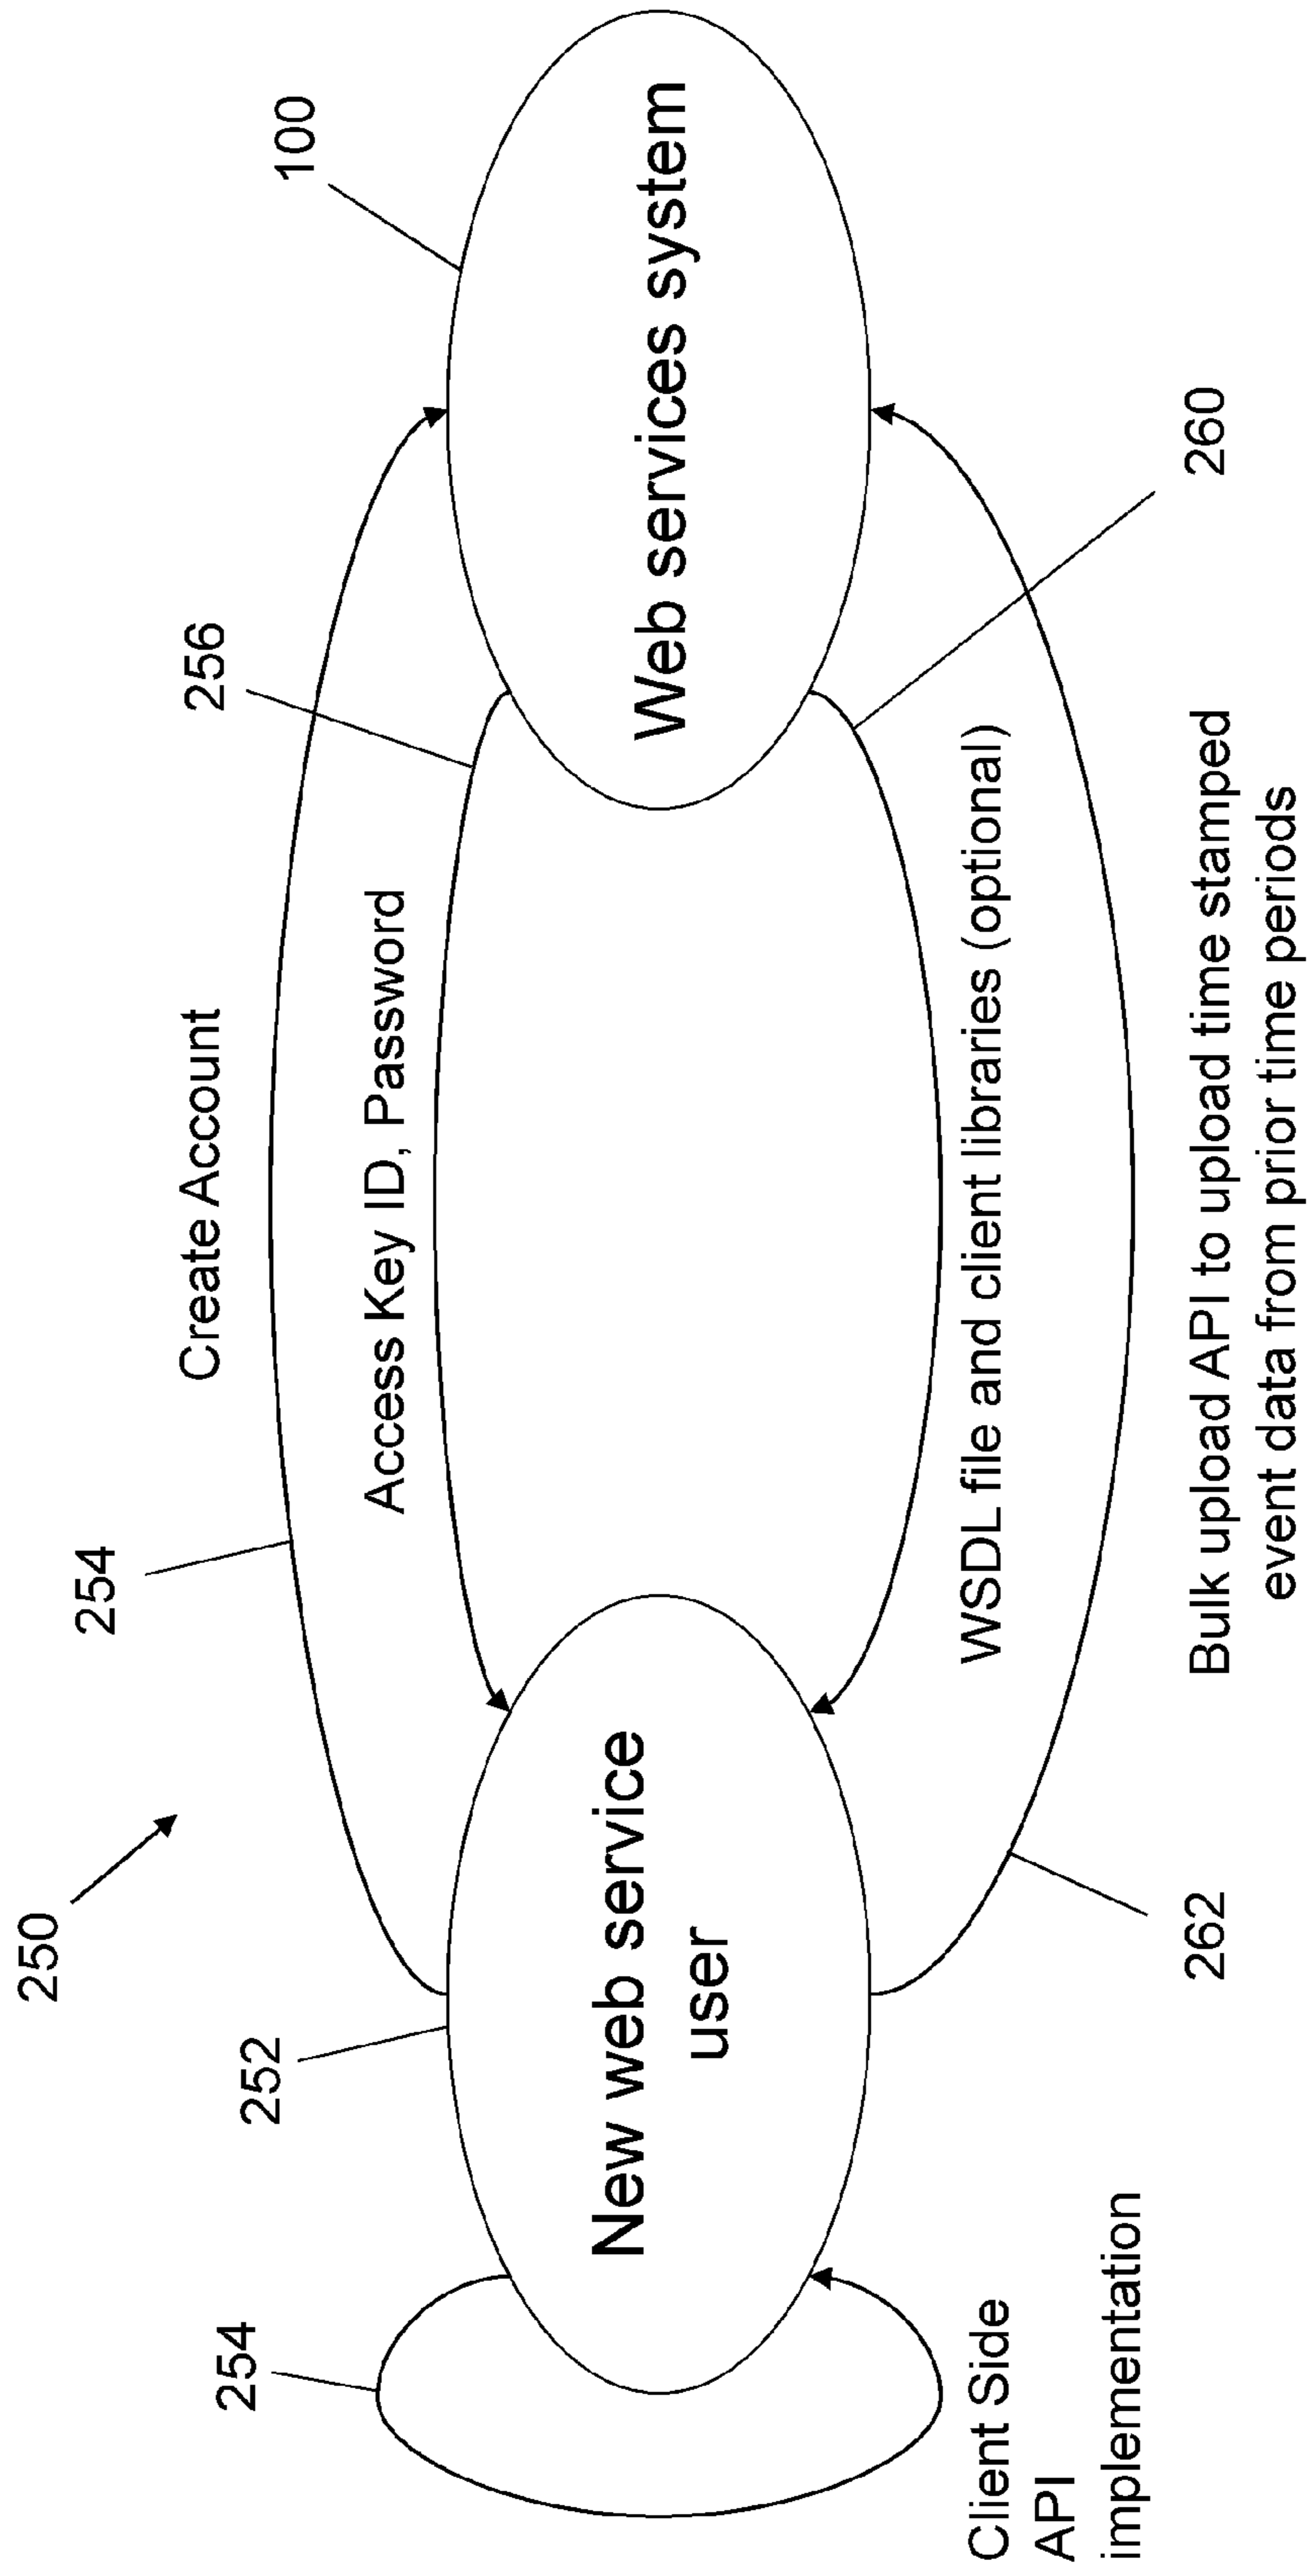 250
254
Create Account
256
100
252
254
Access Key ID, Password
New web service
user
Web services system
Client Side
API
implementation
WSDL file and client libraries (optional)
262
260
Bulk upload API to upload time stamped
event data from prior time periods